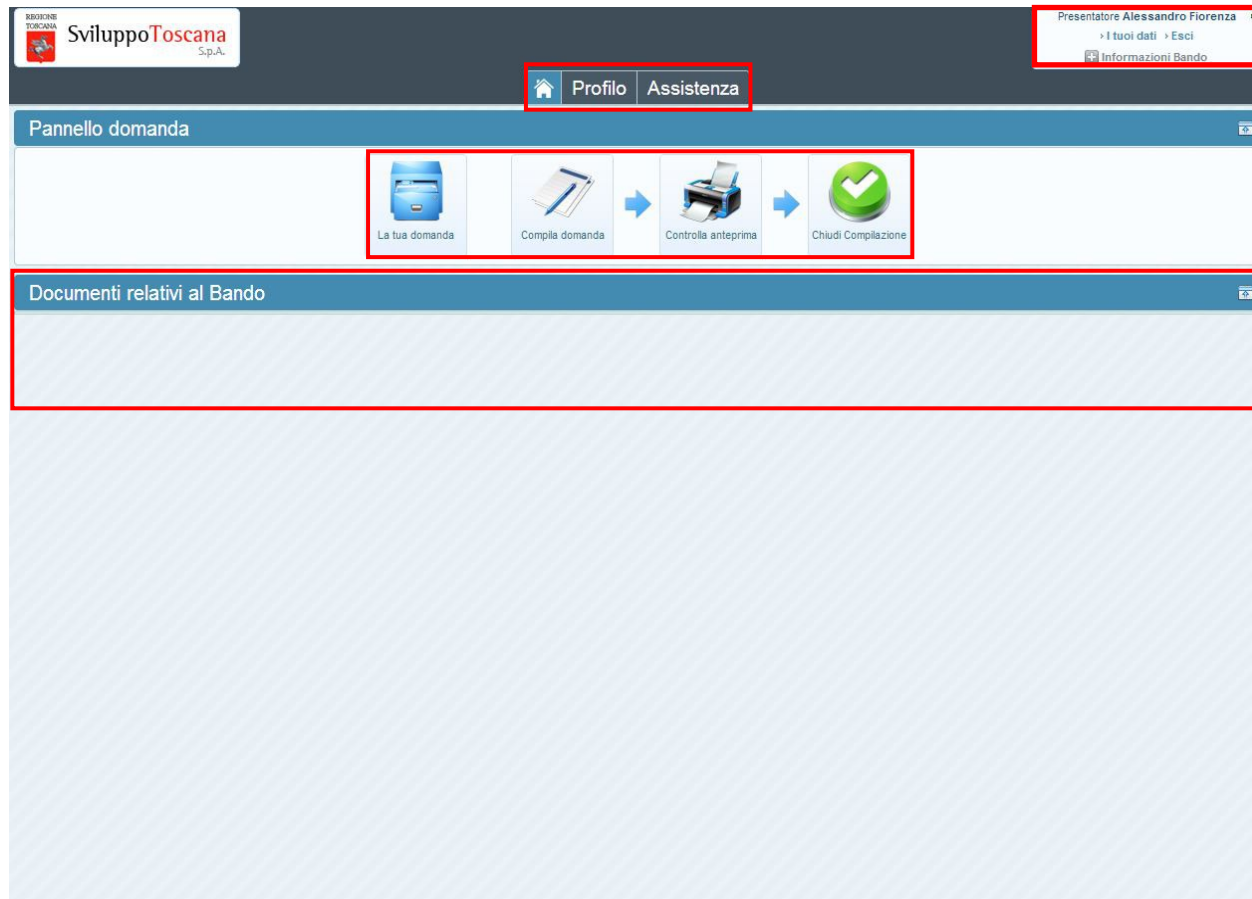 REGIONE
TOSCANA
SviluppoToscana
S.p.A.
Presentatore Alessandro Fiorenza
› I tuoi dati › Esci
Informazioni Bando
Profilo Assistenza
Pannello domanda
La tua domanda Compila domanda Controlla anteprima Chiudi Compilazione
Documenti relativi al Bando